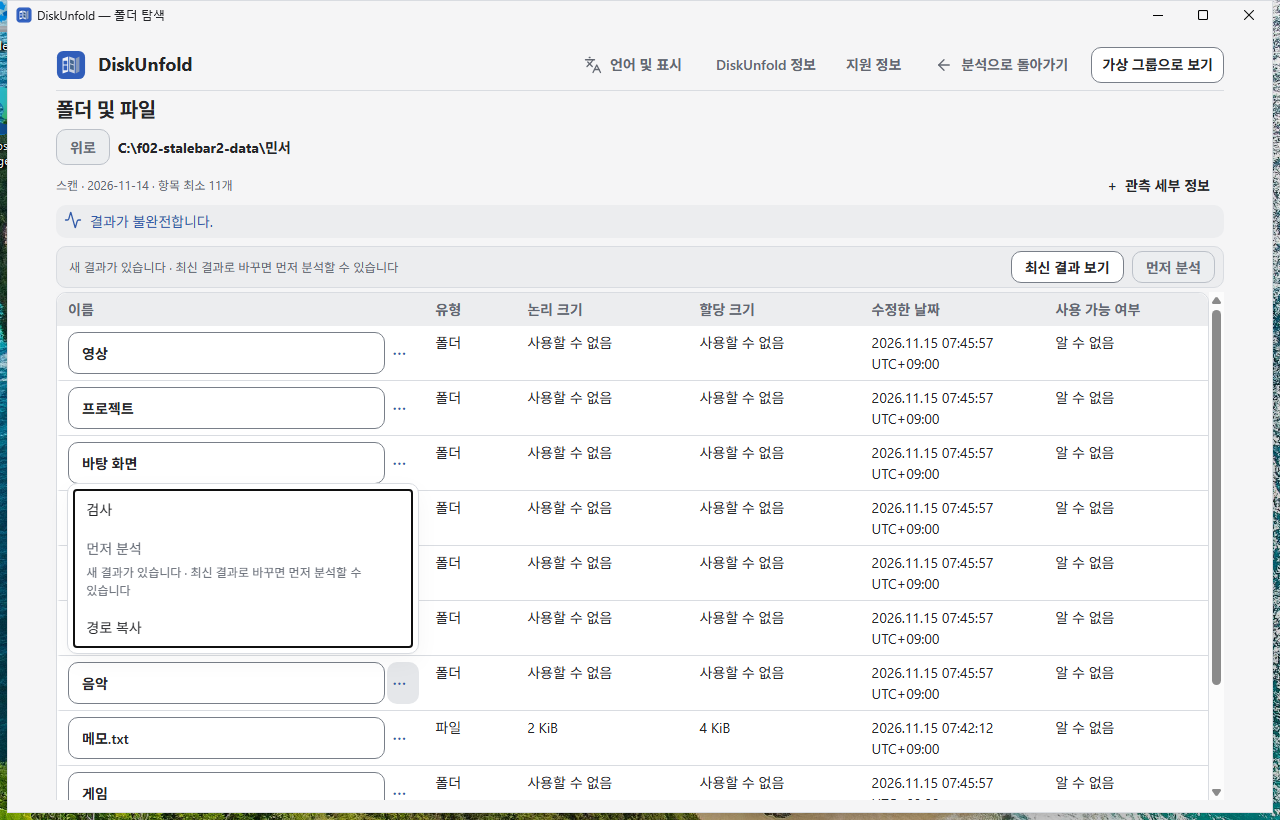 DiskUnfold — 폴더 탐색
DiskUnfold
언어 및 표시
DiskUnfold 정보
지원 정보
← 분석으로 돌아가기
가상 그룹으로 보기
폴더 및 파일
위로
C:\f02-stalebar2-data\민서
스캔 · 2026-11-14 · 항목 최소 11개
+ 관측 세부 정보
결과가 불완전합니다.
새 결과가 있습니다 · 최신 결과로 바꾸면 먼저 분석할 수 있습니다
최신 결과 보기
먼저 분석
이름 유형 논리 크기 할당 크기 수정한 날짜 사용 가능 여부
영상 ... 폴더 사용할 수 없음 사용할 수 없음 2026.11.15 07:45:57 알 수 없음
UTC+09:00
프로젝트 ... 폴더 사용할 수 없음 사용할 수 없음 2026.11.15 07:45:57 알 수 없음
UTC+09:00
바탕 화면 ... 폴더 사용할 수 없음 사용할 수 없음 2026.11.15 07:45:57 알 수 없음
UTC+09:00
폴더 사용할 수 없음 사용할 수 없음 2026.11.15 07:45:57 알 수 없음
UTC+09:00
폴더 사용할 수 없음 사용할 수 없음 2026.11.15 07:45:57 알 수 없음
UTC+09:00
폴더 사용할 수 없음 사용할 수 없음 2026.11.15 07:45:57 알 수 없음
UTC+09:00
검사
먼저 분석
새 결과가 있습니다 · 최신 결과로 바꾸면 먼저 분석할 수
있습니다
경로 복사
음악 ... 폴더 사용할 수 없음 사용할 수 없음 2026.11.15 07:45:57 알 수 없음
UTC+09:00
메모.txt ... 파일 2 KiB 4 KiB 2026.11.15 07:42:12 알 수 없음
UTC+09:00
게임 ... 폴더 사용할 수 없음 사용할 수 없음 2026.11.15 07:45:57 알 수 없음